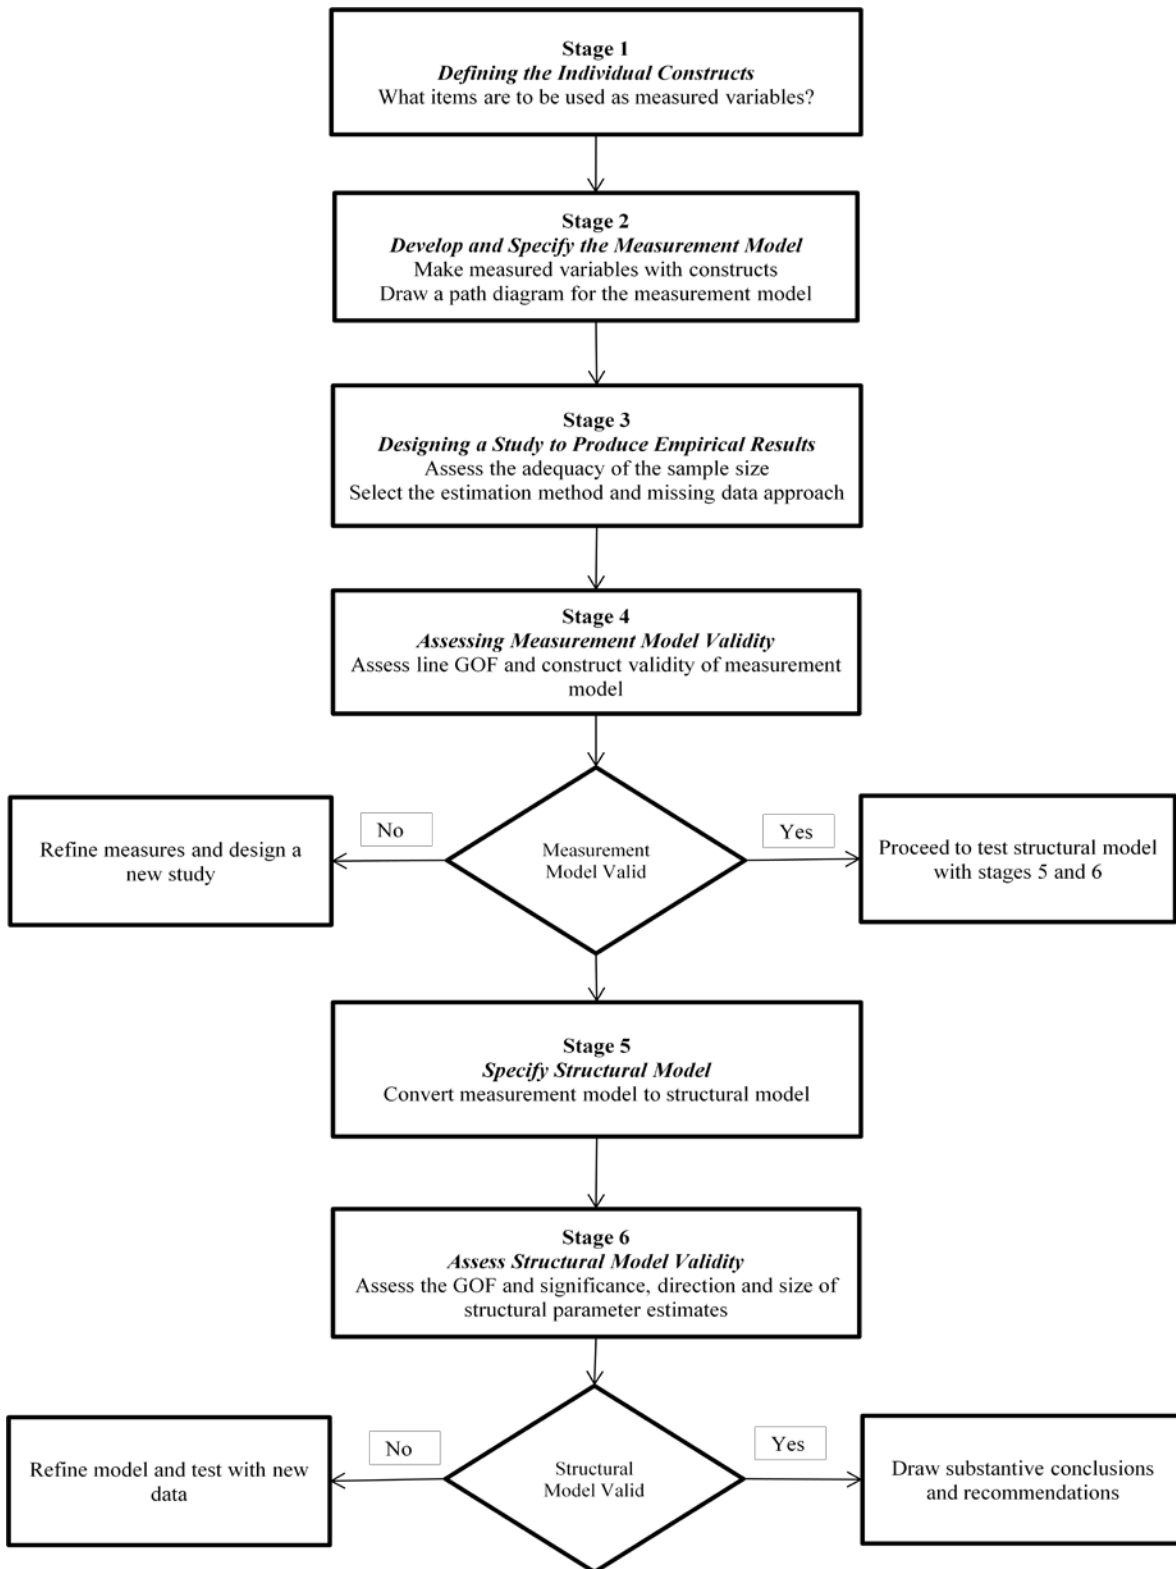 Stage 1
Defining the Individual Constructs
What items are to be used as measured variables?
Stage 2
Develop and Specify the Measurement Model
Make measured variables with constructs
Draw a path diagram for the measurement model
Stage 3
Designing a Study to Produce Empirical Results
Assess the adequacy of the sample size
Select the estimation method and missing data approach
Stage 4
Assessing Measurement Model Validity
Assess line GOF and construct validity of measurement
model
No
Yes
Refine measures and design a
new study
Measurement
Model Valid
Proceed to test structural model
with stages 5 and 6
Stage 5
Specify Structural Model
Convert measurement model to structural model
Stage 6
Assess Structural Model Validity
Assess the GOF and significance, direction and size of
structural parameter estimates
No
Yes
Refine model and test with new
data
Structural
Model Valid
Draw substantive conclusions
and recommendations